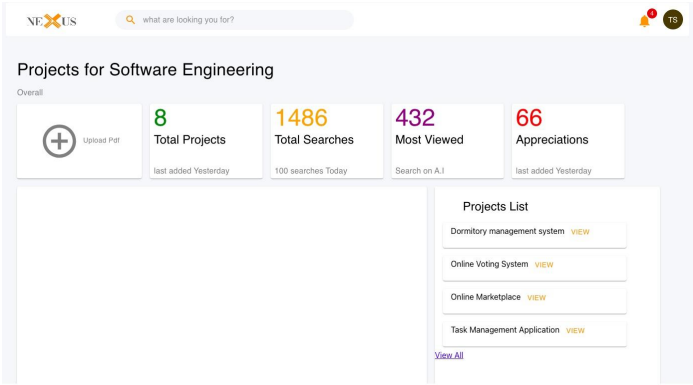 NEXUS
what are looking you for?
4
TS
Projects for Software Engineering
Overall
Upload Pdf
8
Total Projects
last added Yesterday
1486
Total Searches
100 searches Today
432
Most Viewed
Search on A.I
66
Appreciations
last added Yesterday
Projects List
Dormitory management system VIEW
Online Voting System VIEW
Online Marketplace VIEW
Task Management Application VIEW
View All